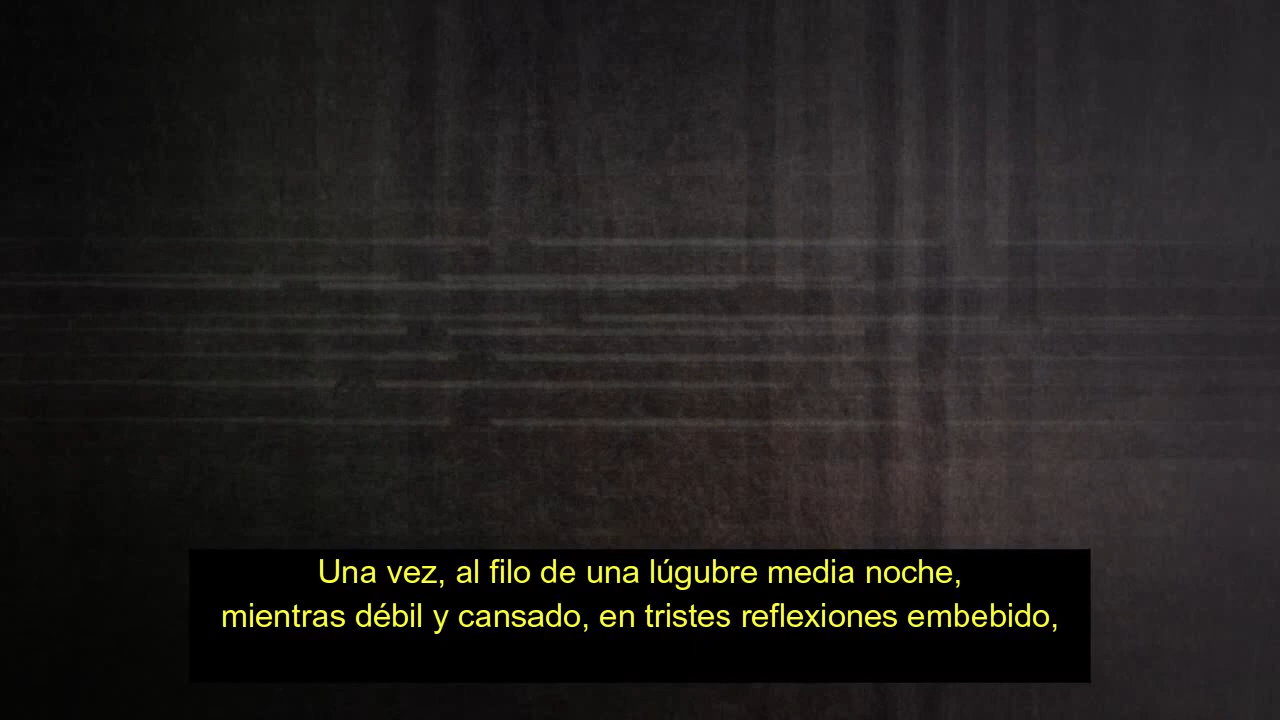 Una vez, al filo de una lúgubre media noche,
mientras débil y cansado, en tristes reflexiones embebido,